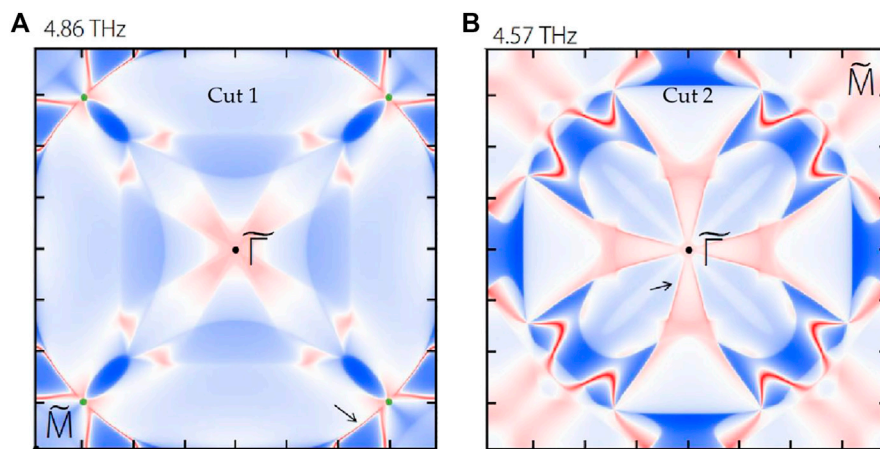 A 4.86 THz
Cut 1
Γ̃
M̃
B 4.57 THz
M̃
Cut 2
Γ̃